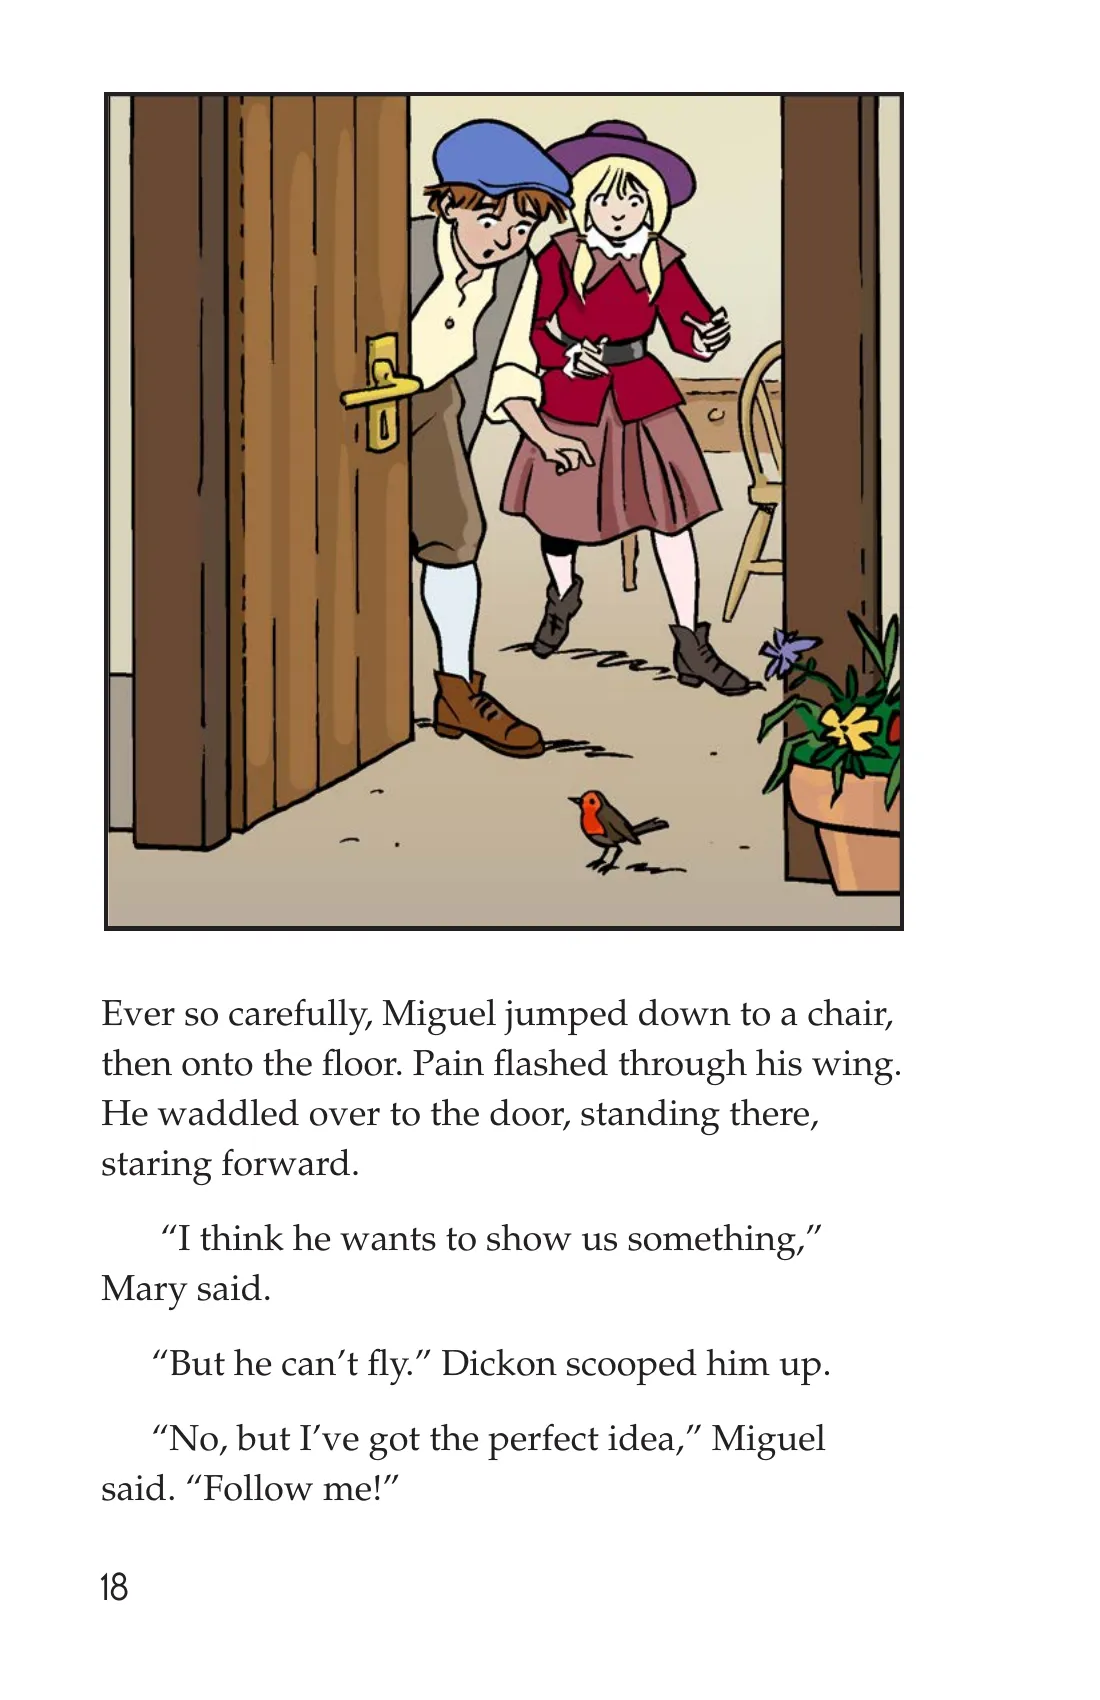 Ever so carefully, Miguel jumped down to a chair,
then onto the floor. Pain flashed through his wing.
He waddled over to the door, standing there,
staring forward.
“I think he wants to show us something,”
Mary said.
“But he can’t fly.” Dickon scooped him up.
“No, but I’ve got the perfect idea,” Miguel
said. “Follow me!”
18